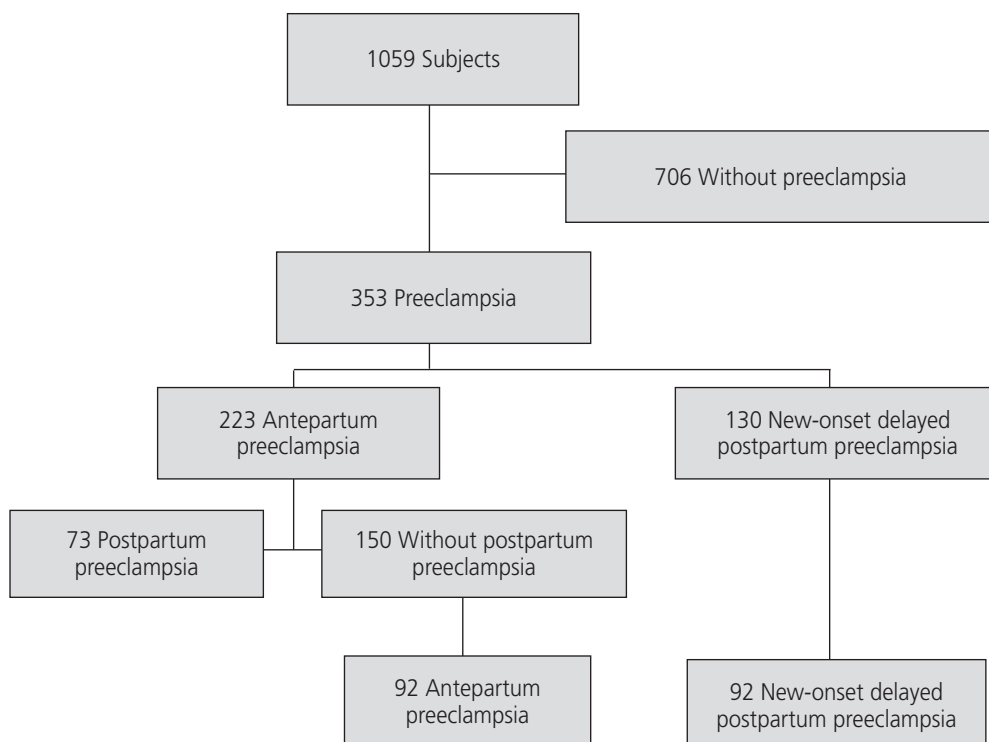 1059 Subjects
706 Without preeclampsia
353 Preeclampsia
223 Antepartum
preeclampsia
130 New-onset delayed
postpartum preeclampsia
73 Postpartum
preeclampsia
150 Without postpartum
preeclampsia
92 Antepartum
preeclampsia
92 New-onset delayed
postpartum preeclampsia